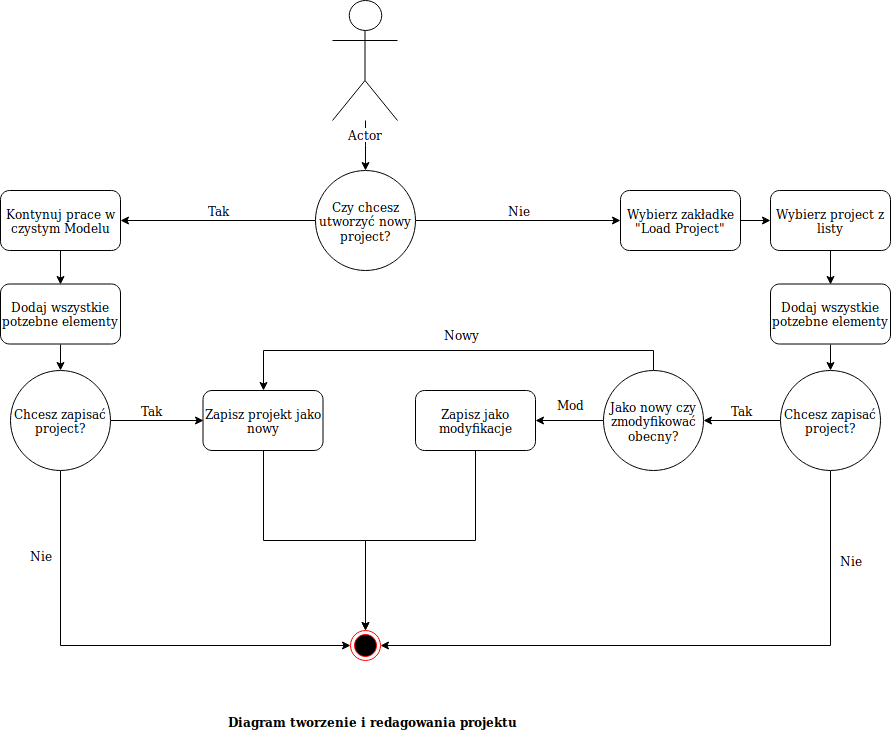 Actor
Czy chcesz
utworzyć nowy
project?
Tak
Nie
Kontynuj prace w
czystym Modelu
Wybierz zakładke
"Load Project"
Wybierz project z
listy
Dodaj wszystkie
potzebne elementy
Dodaj wszystkie
potzebne elementy
Nowy
Chcesz zapisać
project?
Tak
Zapisz projekt jako
nowy
Zapisz jako
modyfikacje
Mod
Jako nowy czy
zmodyfikować
obecny?
Tak
Chcesz zapisać
project?
Nie
Nie
Diagram tworzenie i redagowania projektu